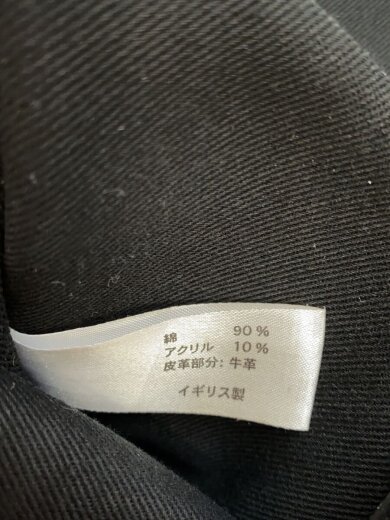 綿 90%
アクリル 10%
皮革部分: 牛革
イギリス製